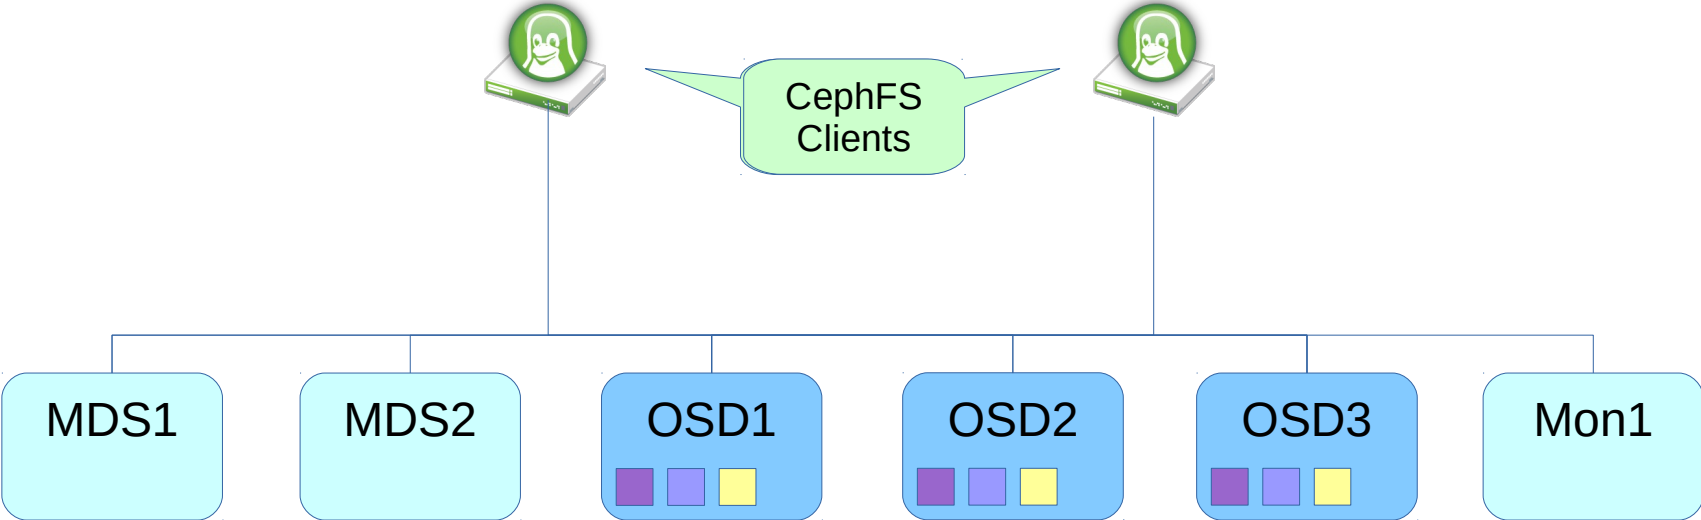 CephFS
Clients
MDS1
MDS2
OSD1
OSD2
OSD3
Mon1